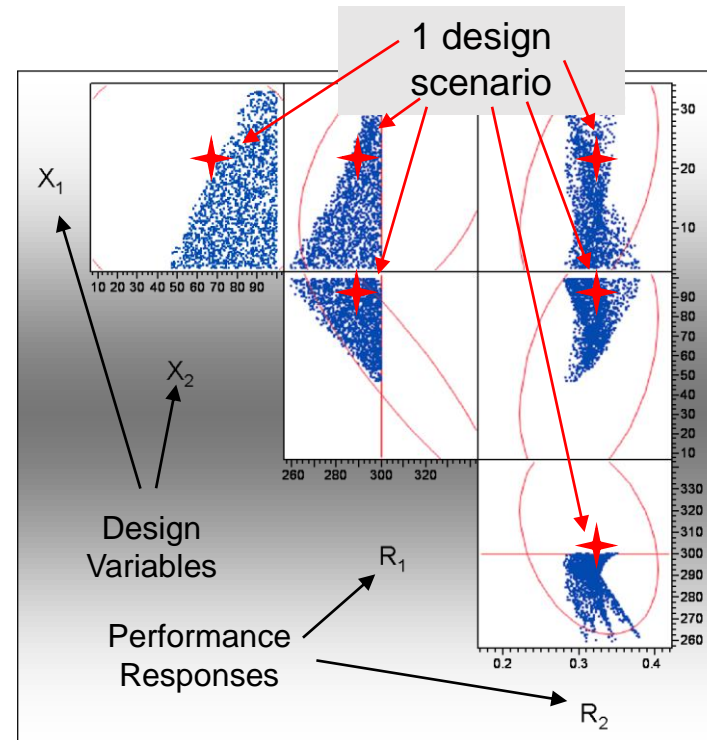 1 design
scenario
30
20
10
X1
10 20 30 40 50 60 70 80 90
90
80
70
60
50
40
30
20
10
X2
260 280 300 320
330
320
310
300
290
280
270
260
Design
Variables
R1
0.2 0.3 0.4
Performance
Responses
R2